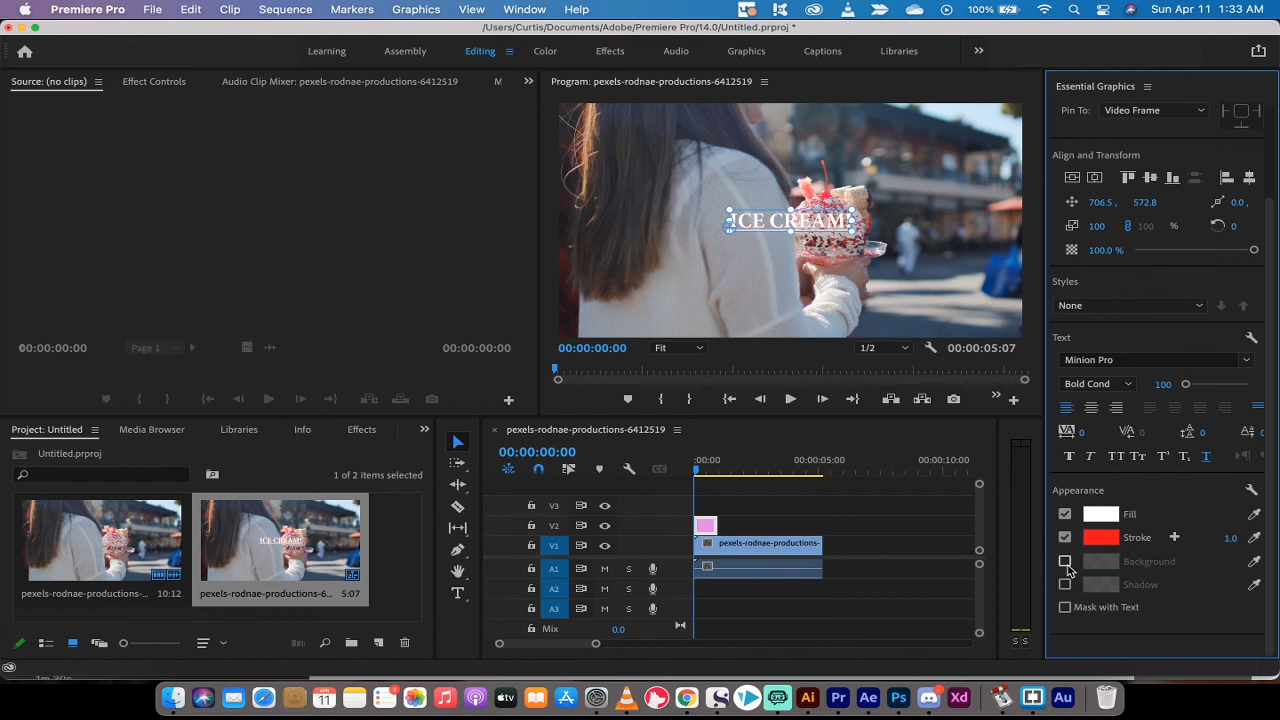 Premiere Pro File Edit Clip Sequence Markers Graphics View Window Help 100% Sun Apr 11 1:33 AM
/Users/Curtis/Documents/Adobe/Premiere Pro/14.0/Untitled.prproj *
Learning Assembly Editing Color Effects Audio Graphics Captions Libraries
Source: (no clips) Effect Controls Audio Clip Mixer: pexels-rodnae-productions-6412519 M
Program: pexels-rodnae-productions-6412519
Essential Graphics
Pin To: Video Frame
Align and Transform
706.5 , 572.8 0.0 ,
100 100 % 0
100.0 %
Styles
None
Text
Minion Pro
Bold Cond 100
0 0 0 0
Appearance
Fill
Stroke 1.0
Background
Shadow
Mask with Text
ICE CREAM!
00:00:00:00 Page 1 00:00:00:00
00:00:00:00 Fit 1/2 00:00:05:07
Project: Untitled Media Browser Libraries Info Effects
Untitled.prproj
1 of 2 items selected
pexels-rodnae-productions-... 10:12
pexels-rodnae-productions-6... 5:07
pexels-rodnae-productions-6412519
00:00:00:00
:00:00 00:00:05:00 00:00:10:00
V3
V2
V1 pexels-rodnae-productions-
A1 M S
A2 M S
A3 M S
Mix 0.0
S S